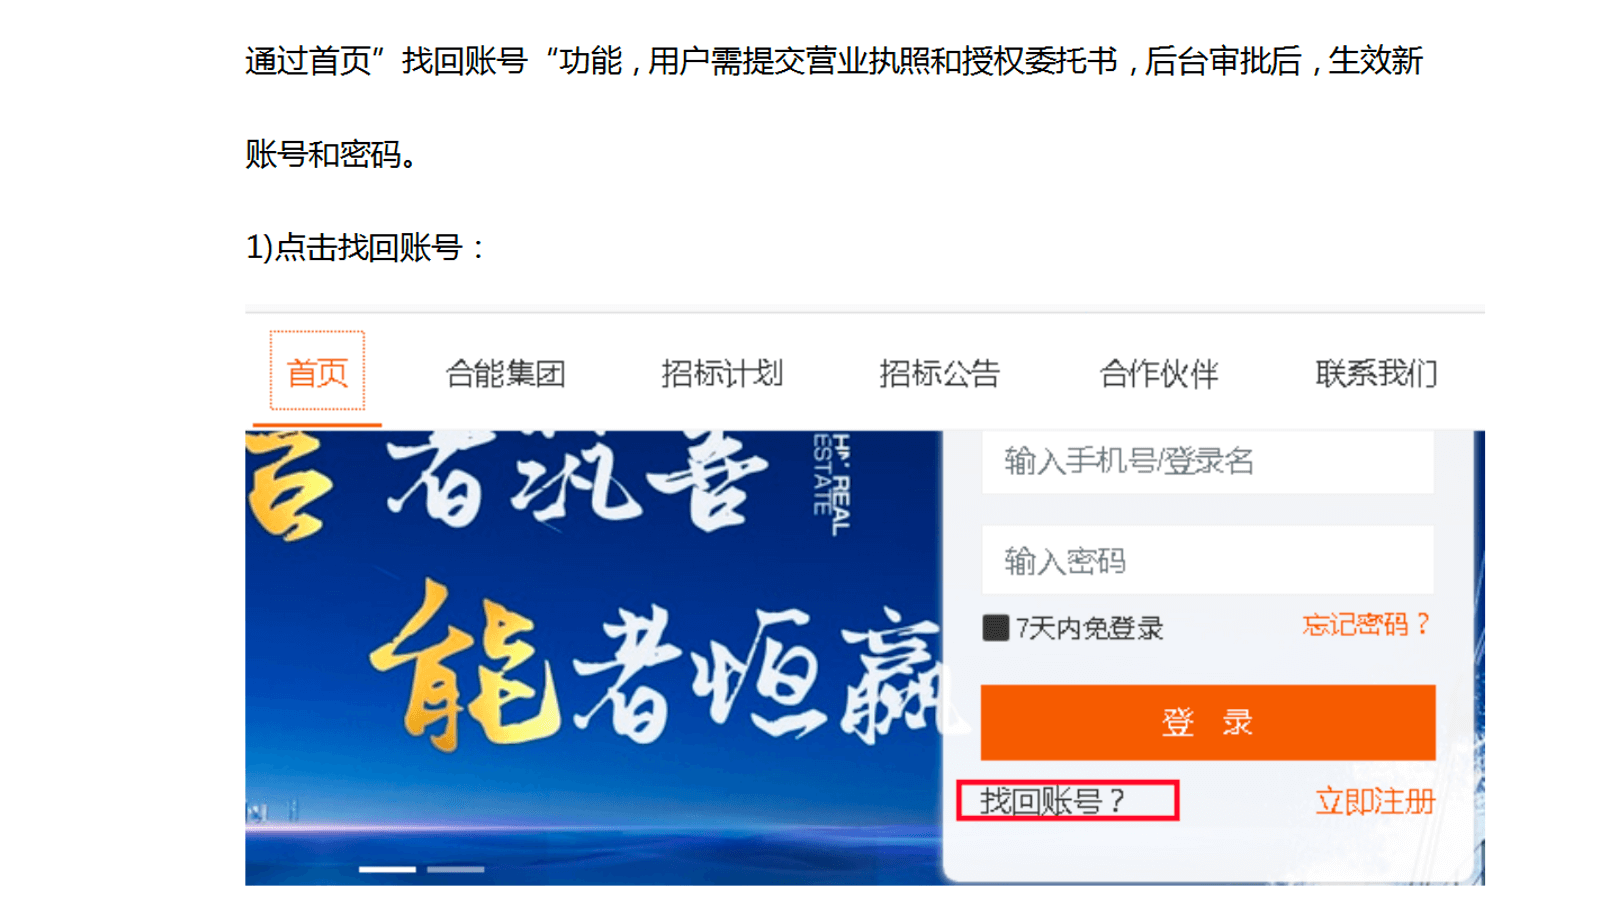 通过首页”找回账号“功能，用户需提交营业执照和授权委托书，后台审批后，生效新
账号和密码。
1)点击找回账号：
首页 合能集团 招标计划 招标公告 合作伙伴 联系我们
者筑善
REAL
ESTATE
能者恒赢
输入手机号/登录名
输入密码
7天内免登录 忘记密码？
登 录
找回账号？ 立即注册